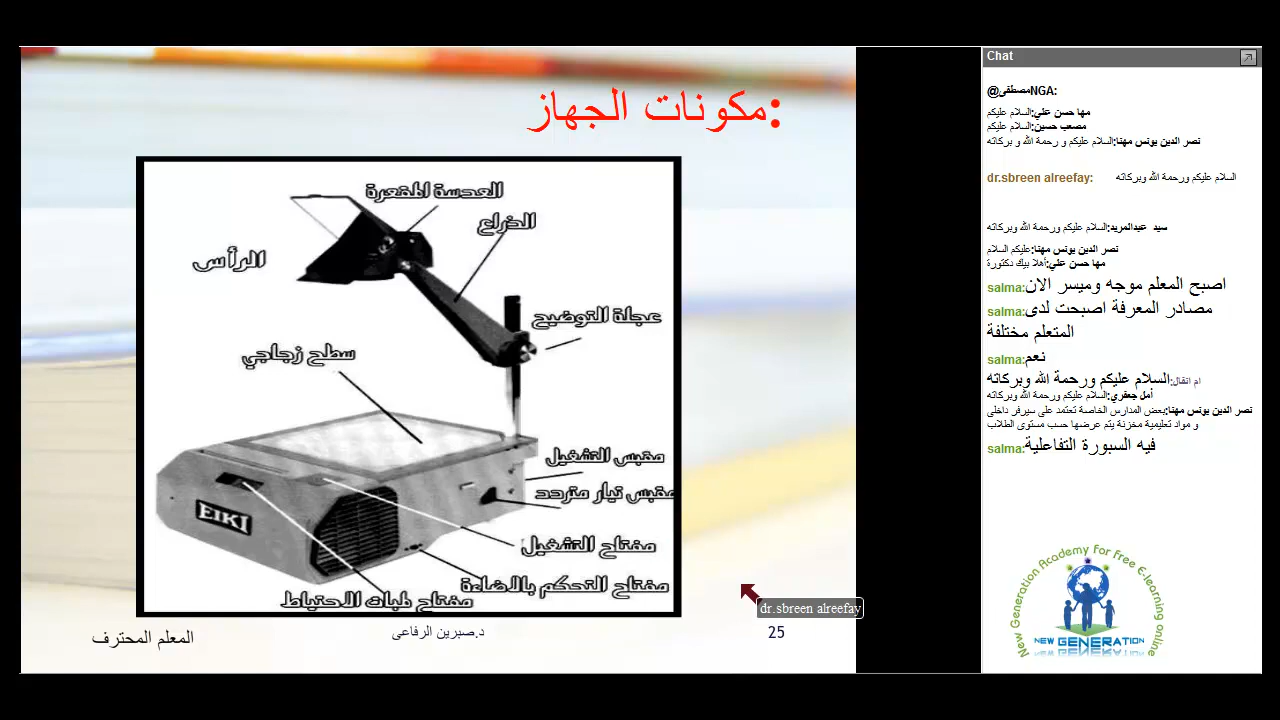 مكونات الجهاز:
العدسة المقعرة
الذراع
الرأس
عجلة التوضيح
سطح زجاجي
مقبس التشغيل
مقبس تيار متردد
مفتاح التشغيل
مفتاح التحكم بالاضاءة
مفتاح لمبات الاحتياط
EIKI
dr.sbreen alreefay
المعلم المحترف
د.صبرين الرفاعى
25
Chat
@مصطفىNGA:
مها حسن علي:السلام عليكم
مصعب حسين:السلام عليكم
نصر الدين يونس مهنا:السلام عليكم و رحمة الله و بركاته
dr.sbreen alreefay: السلام عليكم ورحمة الله وبركاته
سيد عبدالمريد:السلام عليكم ورحمة الله وبركاته
نصر الدين يونس مهنا:عليكم السلام
مها حسن علي:أهلا بيك دكتورة
salma:اصبح المعلم موجه وميسر الان
salma:مصادر المعرفة اصبحت لدى
المتعلم مختلفة
salma:نعم
ام انفال:السلام عليكم ورحمة الله وبركاته
أمل جعفري:السلام عليكم ورحمة الله وبركاته
نصر الدين يونس مهنا:بعض المدارس الخاصة تعتمد على سيرفر داخلى
و مواد تعليمية مخزنة يتم عرضها حسب مستوى الطلاب
salma:فيه السبورة التفاعلية
New Generation Academy For Free E-learning online
NEW GENERATION